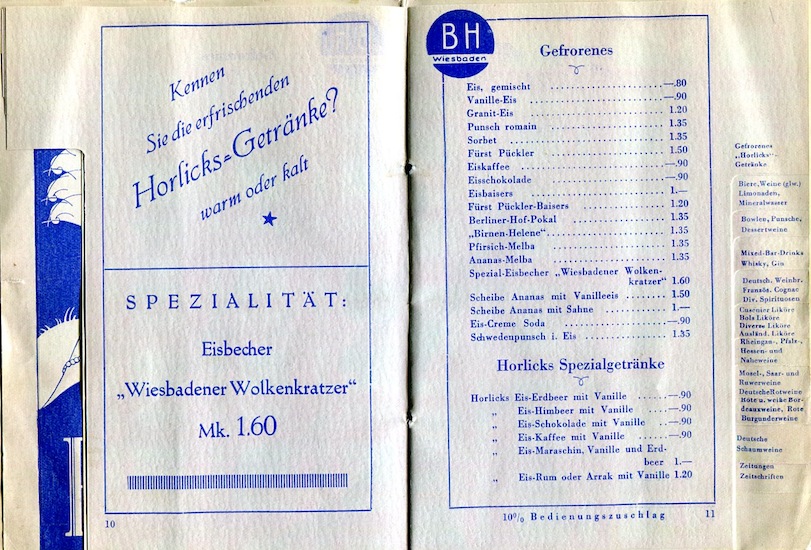 Kennen
Sie die erfrischenden
Horlicks=Getränke?
warm oder kalt
SPEZIALITÄT:
Eisbecher
„Wiesbadener Wolkenkratzer“
Mk. 1.60
10
BH
Wiesbaden
Gefrorenes
Eis, gemischt ..................—.80
Vanille-Eis ..................—.90
Granit-Eis .................. 1.20
Punsch romain .................. 1.35
Sorbet .................. 1.35
Fürst Pückler .................. 1.50
Eiskaffee ..................—.90
Eisschokolade ..................—.90
Eisbaisers .................. 1.—
Fürst Pückler-Baisers .................. 1.20
Berliner-Hof-Pokal .................. 1.35
„Birnen-Helene“.................. 1.35
Pfirsich-Melba .................. 1.35
Ananas-Melba .................. 1.35
Spezial-Eisbecher „Wiesbadener Wolken-
kratzer“ 1.60
Scheibe Ananas mit Vanilleeis ........ 1.50
Scheibe Ananas mit Sahne ........ 1.—
Eis-Creme Soda ..................—.90
Schwedenpunsch i. Eis .................. 1.35
Horlicks Spezialgetränke
Horlicks Eis-Erdbeer mit Vanille ......—.90
„ Eis-Himbeer mit Vanille ......—.90
„ Eis-Schokolade mit Vanille ..—.90
„ Eis-Kaffee mit Vanille ......—.90
„ Eis-Maraschin, Vanille und Erd-
beer 1.—
„ Eis-Rum oder Arrak mit Vanille 1.20
10% Bedienungszuschlag
11
Gefrorenes
„Horlicks“-
Getränke
Biere, Weine (glw.)
Limonaden,
Mineralwasser
Bowlen, Punsche,
Dessertweine
Mixed-Bar-Drinks
Whisky, Gin
Deutsch. Weinbr.
Französ. Cognac
Div. Spirituosen
Cusenier Liköre
Bols Liköre
Diverse Liköre
Ausländ. Liköre
Rheingau-, Pfalz-,
Hessen- und
Naheweine
Mosel-, Saar- und
Ruwerweine
Deutsche Rotweine
Rote u. weiße Bor-
deauxweine, Rote
Burgunderweine
Deutsche
Schaumweine
Zeitungen
Zeitschriften